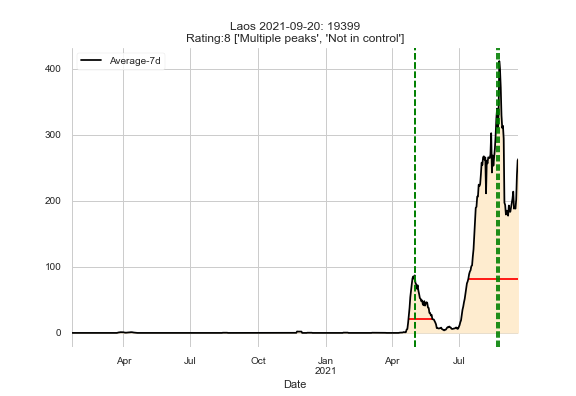 Laos 2021-09-20: 19399
Rating:8 ['Multiple peaks', 'Not in control']
Average-7d
400
300
200
100
0
Apr Jul Oct Jan Apr Jul
2021
Date